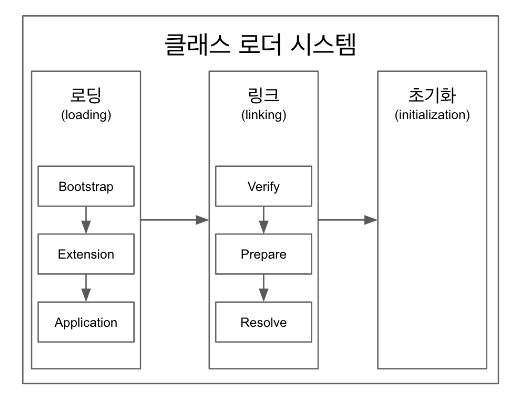 클래스 로더 시스템
로딩
(loading)
Bootstrap
Extension
Application
링크
(linking)
Verify
Prepare
Resolve
초기화
(initialization)